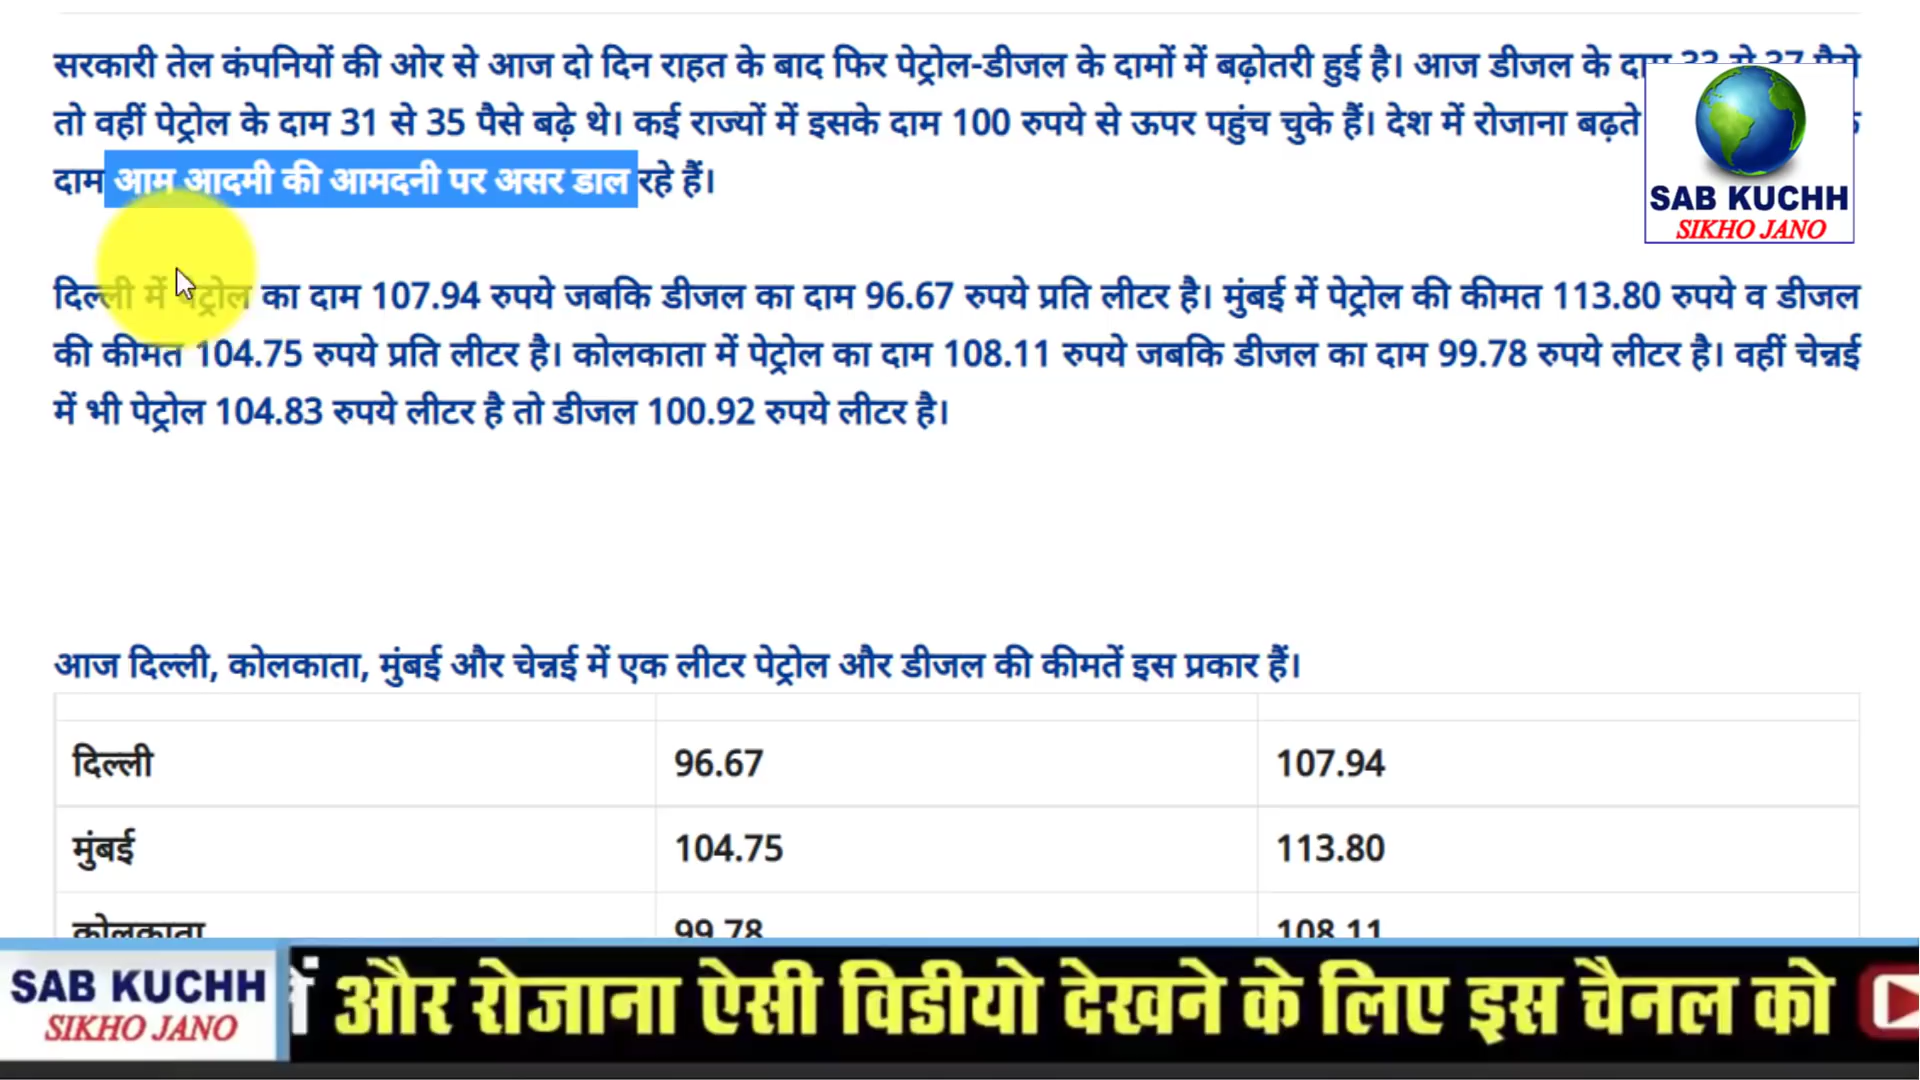 सरकारी तेल कंपनियों की ओर से आज दो दिन राहत के बाद फिर पेट्रोल-डीजल के दामों में बढ़ोतरी हुई है। आज डीजल के
तो वहीं पेट्रोल के दाम 31 से 35 पैसे बढ़े थे। कई राज्यों में इसके दाम 100 रुपये से ऊपर पहुंच चुके हैं। देश में रोजाना बढ़ते
दाम आम आदमी की आमदनी पर असर डाल रहे हैं।
SAB KUCHH
SIKHO JANO
दिल्ली में पेट्रोल का दाम 107.94 रुपये जबकि डीजल का दाम 96.67 रुपये प्रति लीटर है। मुंबई में पेट्रोल की कीमत 113.80 रुपये व डीजल
की कीमत 104.75 रुपये प्रति लीटर है। कोलकाता में पेट्रोल का दाम 108.11 रुपये जबकि डीजल का दाम 99.78 रुपये लीटर है। वहीं चेन्नई
में भी पेट्रोल 104.83 रुपये लीटर है तो डीजल 100.92 रुपये लीटर है।
आज दिल्ली, कोलकाता, मुंबई और चेन्नई में एक लीटर पेट्रोल और डीजल की कीमतें इस प्रकार हैं।
दिल्ली 96.67 107.94
मुंबई 104.75 113.80
कोलकाता 99.78 108.11
SAB KUCHH
SIKHO JANO
और रोजाना ऐसी विडीयो देखने के लिए इस चैनल को